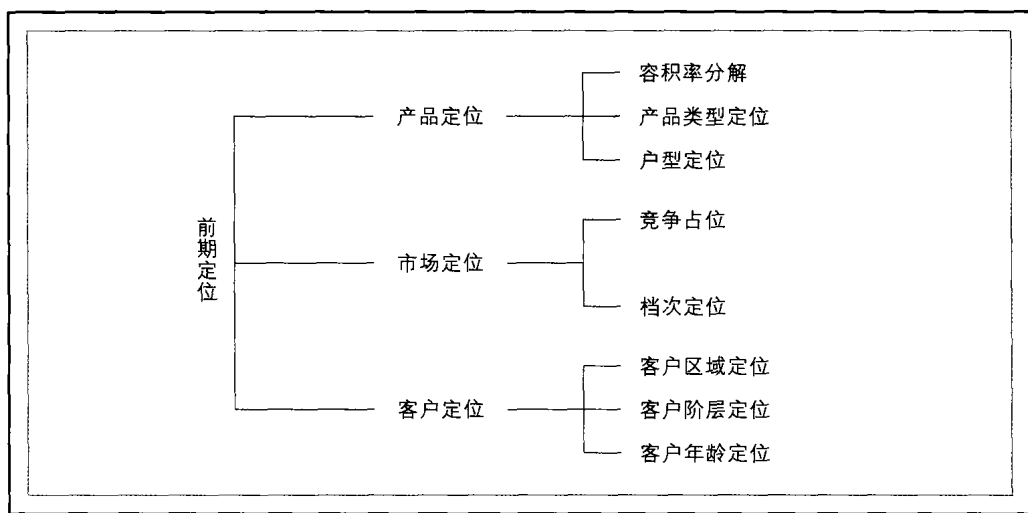 前期定位
产品定位
容积率分解
产品类型定位
户型定位
市场定位
竞争占位
档次定位
客户定位
客户区域定位
客户阶层定位
客户年龄定位